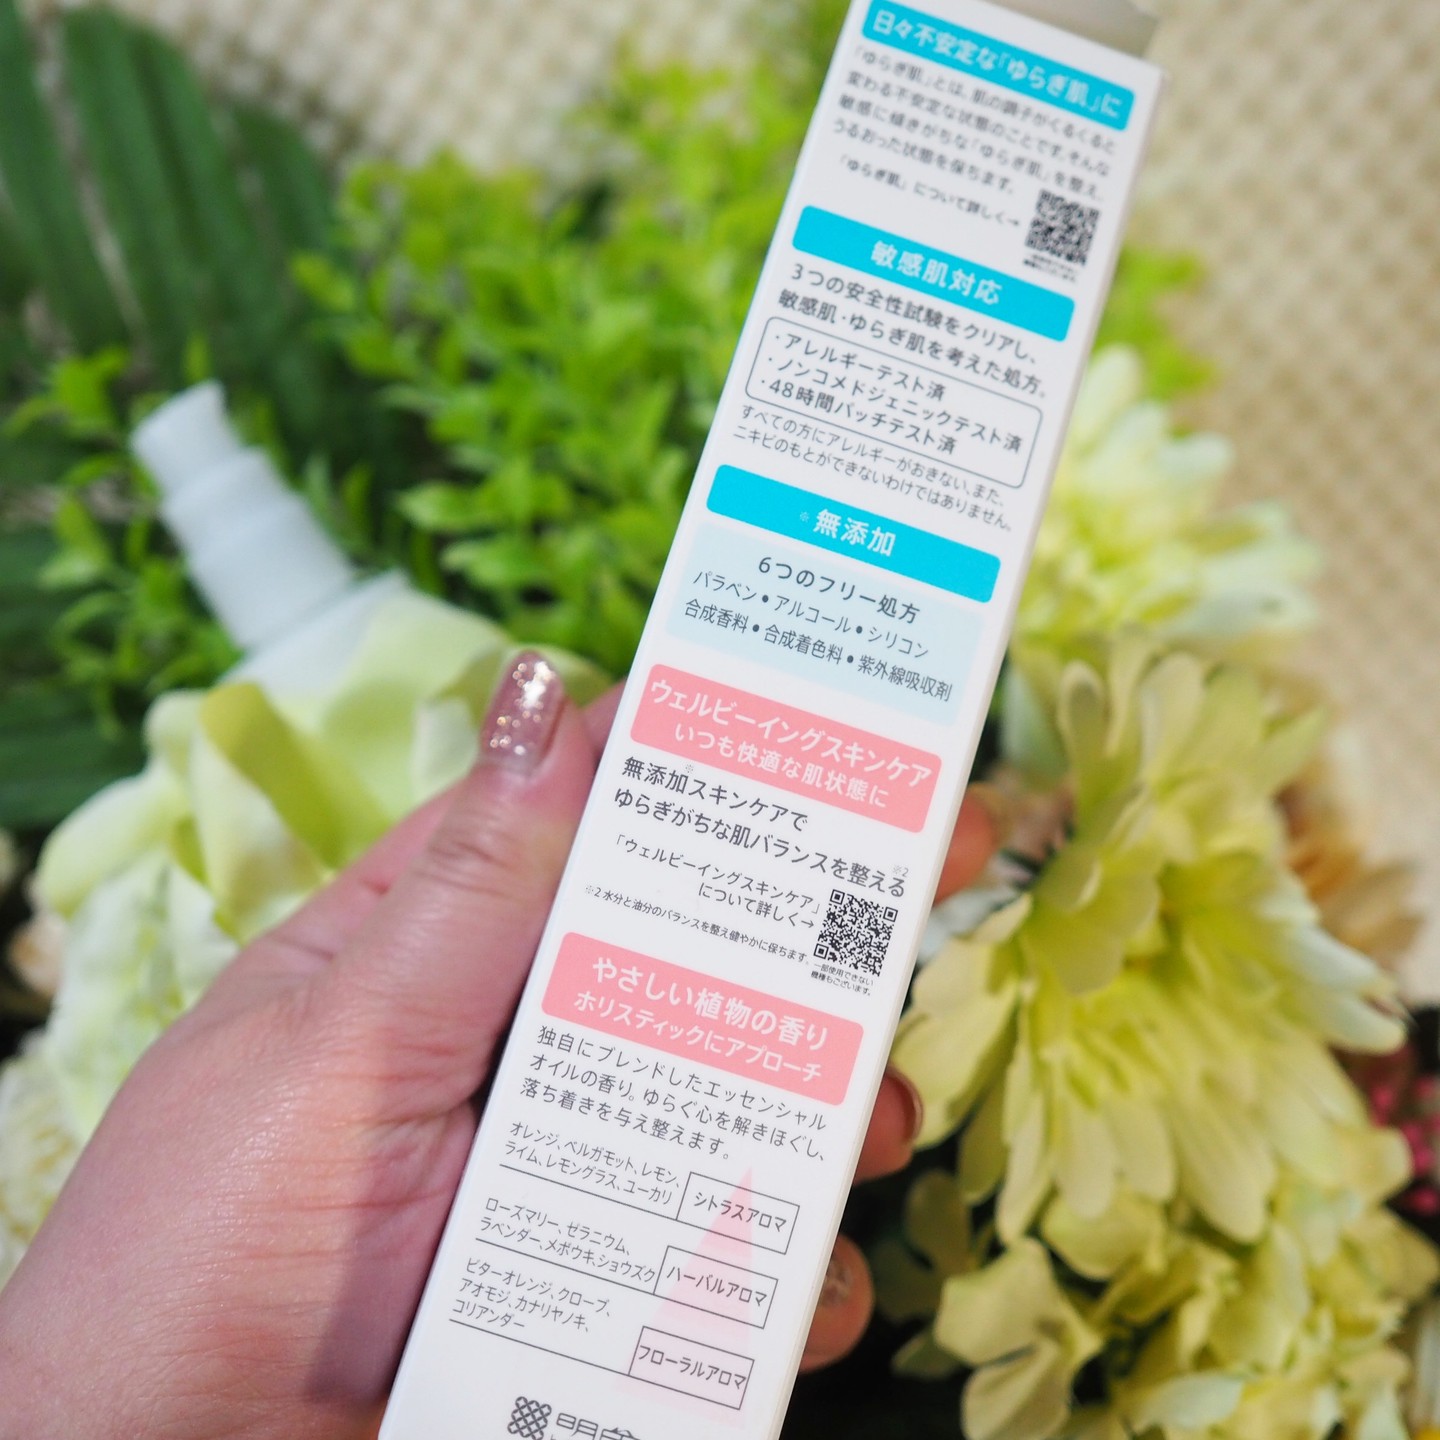 日々不安定な「ゆらぎ肌」に
「ゆらぎ肌」とは、肌の調子がくるくると
変わる不安定な状態のことです。そんな
敏感に傾きがちな「ゆらぎ肌」を整え、
うるおった状態を保ちます。
「ゆらぎ肌」について詳しく→
敏感肌対応
3つの安全性試験をクリアし、
敏感肌・ゆらぎ肌を考えた処方。
・アレルギーテスト済
・ノンコメドジェニックテスト済
・48時間パッチテスト済
すべての方にアレルギーがおきない、また、
ニキビのもとができないわけではありません。
※無添加
6つのフリー処方
パラベン●アルコール●シリコン
合成香料●合成着色料●紫外線吸収剤
ウェルビーイングスキンケア
いつも快適な肌状態に
無添加※スキンケアで
ゆらぎがちな肌バランスを整える※2
「ウェルビーイングスキンケア」
について詳しく→
※2 水分と油分のバランスを整え健やかに保ちます。
一部使用できない
機種もございます。
やさしい植物の香り
ホリスティックにアプローチ
独自にブレンドしたエッセンシャル
オイルの香り。ゆらぐ心を解きほぐし、
落ち着きを与え整えます。
オレンジ、ベルガモット、レモン、
ライム、レモングラス、ユーカリ
シトラスアロマ
ローズマリー、ゼラニウム、
ラベンダー、メボウキ、ショウズク
ハーバルアロマ
ビターオレンジ、クローブ、
アオモジ、カナリヤノキ、
コリアンダー
フローラルアロマ